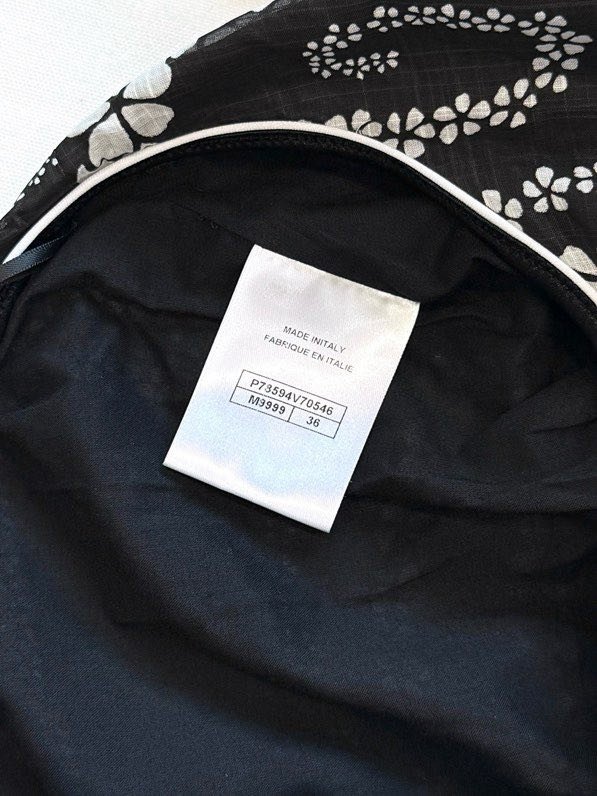 MADE INITALY
FABRIQUE EN ITALIE
P73594V70546
M9999 36